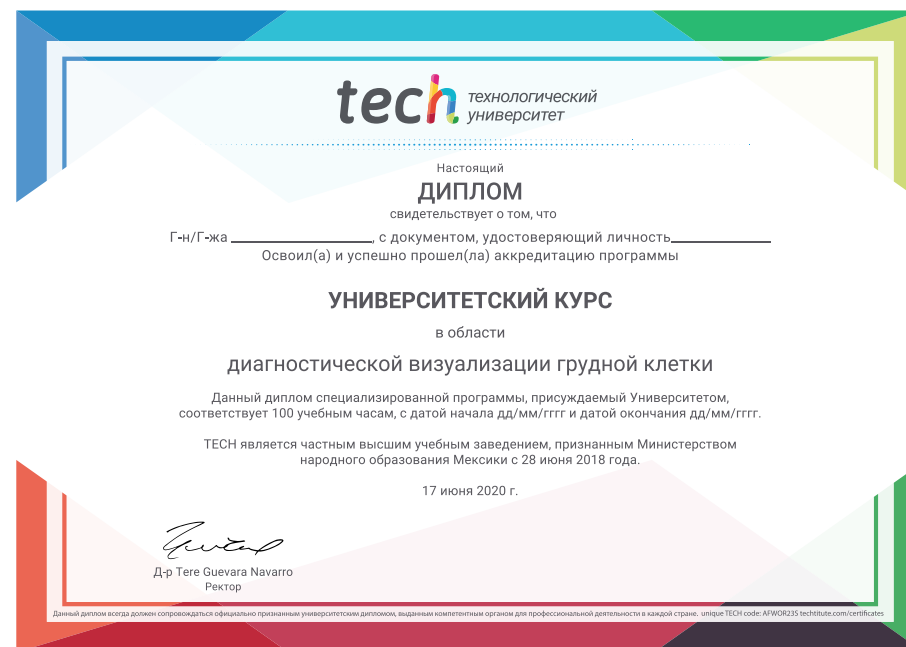 tech технологический
университет
Настоящий
ДИПЛОМ
свидетельствует о том, что
Г-н/Г-жа ____________________, с документом, удостоверяющий личность______________
Освоил(а) и успешно прошел(ла) аккредитацию программы
УНИВЕРСИТЕТСКИЙ КУРС
в области
диагностической визуализации грудной клетки
Данный диплом специализированной программы, присуждаемый Университетом,
соответствует 100 учебным часам, с датой начала дд/мм/гггг и датой окончания дд/мм/гггг.
TECH является частным высшим учебным заведением, признанным Министерством
народного образования Мексики с 28 июня 2018 года.
17 июня 2020 г.
Д-р Tere Guevara Navarro
Ректор
Данный диплом всегда должен сопровождаться официально признанным университетским дипломом, выданным компетентным органом для профессиональной деятельности в каждой стране. unique TECH code: AFWOR23S techtitute.com/certificates